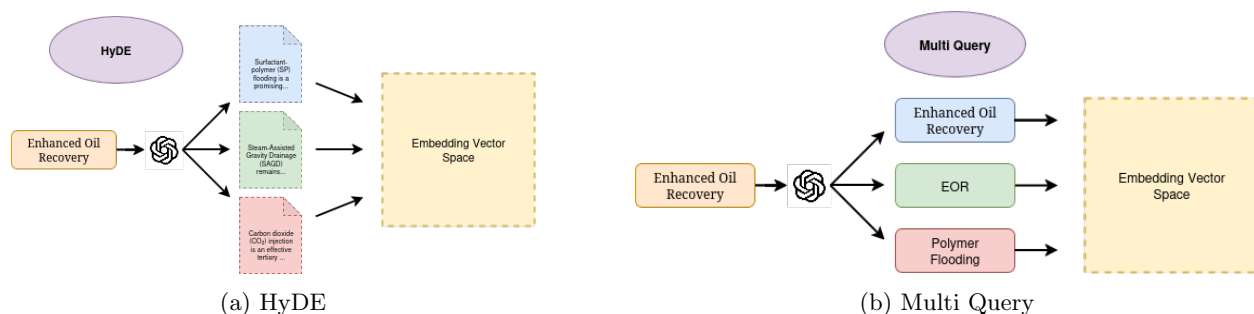 HyDE
Enhanced Oil
Recovery
Surfactant-
polymer (SP)
flooding is a
promising...
Steam-Assisted
Gravity Drainage
(SAGD)
remains...
Carbon dioxide
(CO₂) injection
is an effective
tertiary ...
Embedding Vector
Space
(a) HyDE
Multi Query
Enhanced Oil
Recovery
Enhanced Oil
Recovery
EOR
Polymer
Flooding
Embedding Vector
Space
(b) Multi Query